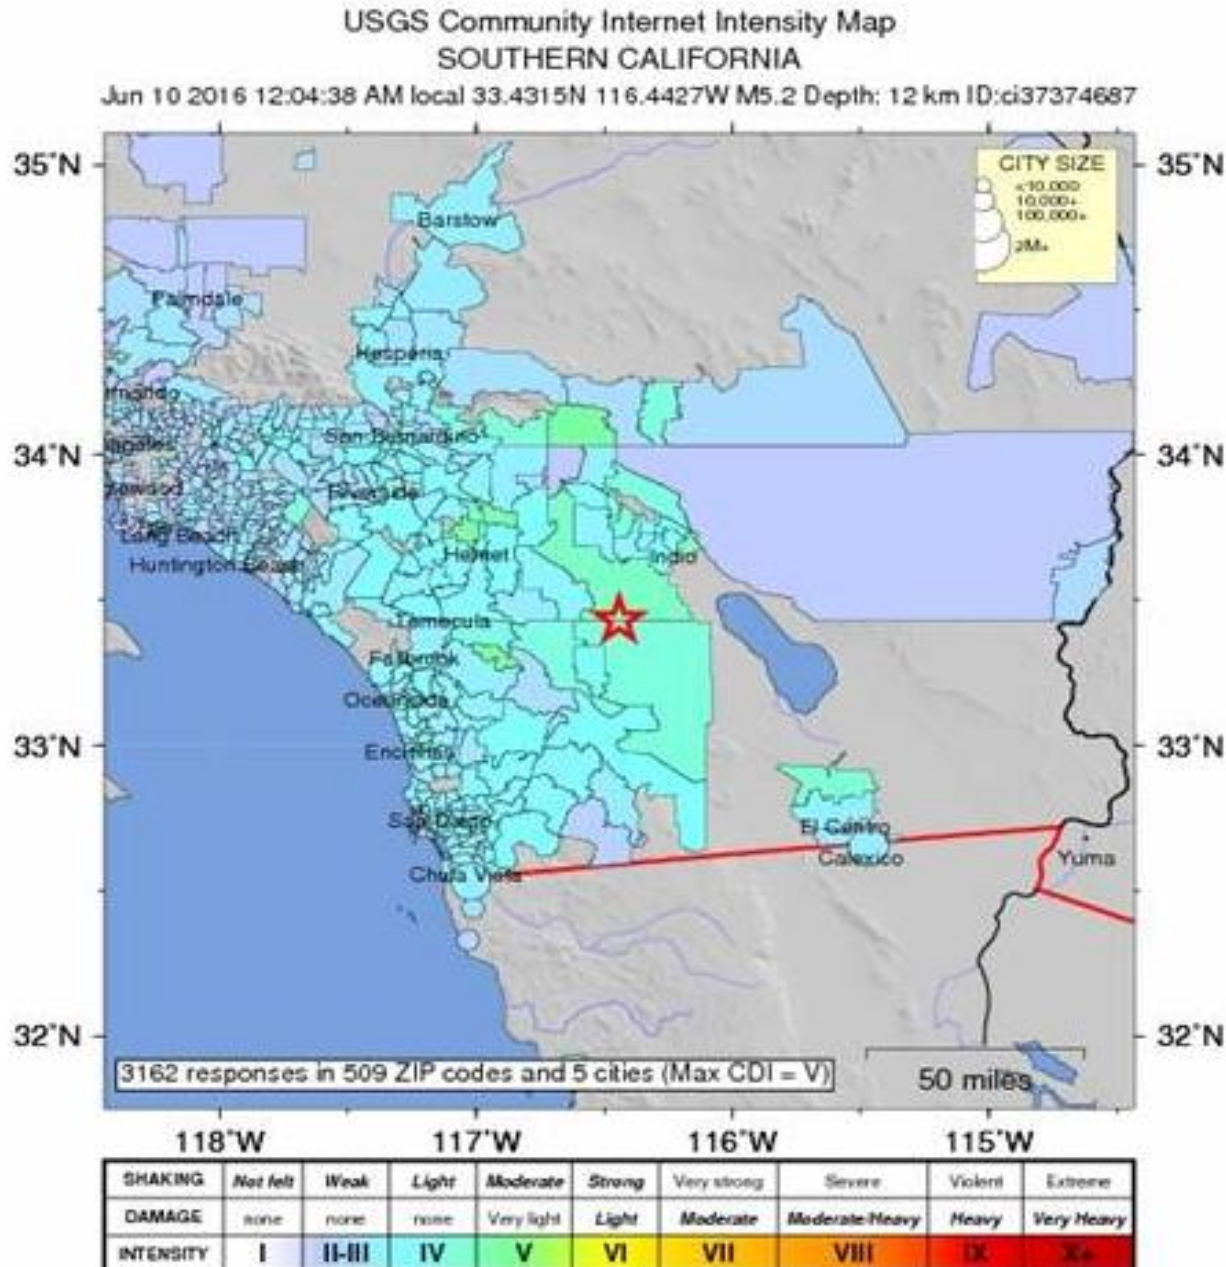 USGS Community Internet Intensity Map
SOUTHERN CALIFORNIA
Jun 10 2016 12:04:38 AM local 33.4315N 116.4427W M5.2 Depth: 12 km ID:ci37374687
35°N
35°N
CITY SIZE
<10,000
10,000+
100,000+
2M+
Barstow
Palmdale
Hesperia
rnando
San Bernardino
34°N
34°N
Riverside
Long Beach
Hemet
Indio
Huntington Beach
Temecula
Fallbrook
Oceanside
33°N
Encinitas
33°N
San Diego
El Centro
Calexico
Yuma
Chula Vista
32°N
32°N
3162 responses in 509 ZIP codes and 5 cities (Max CDI = V)
50 miles
118°W 117°W 116°W 115°W
SHAKING Not felt Weak Light Moderate Strong Very strong Severe Violent Extreme
DAMAGE none none none Very light Light Moderate Moderate/Heavy Heavy Very Heavy
INTENSITY I II-III IV V VI VII VIII IX X+